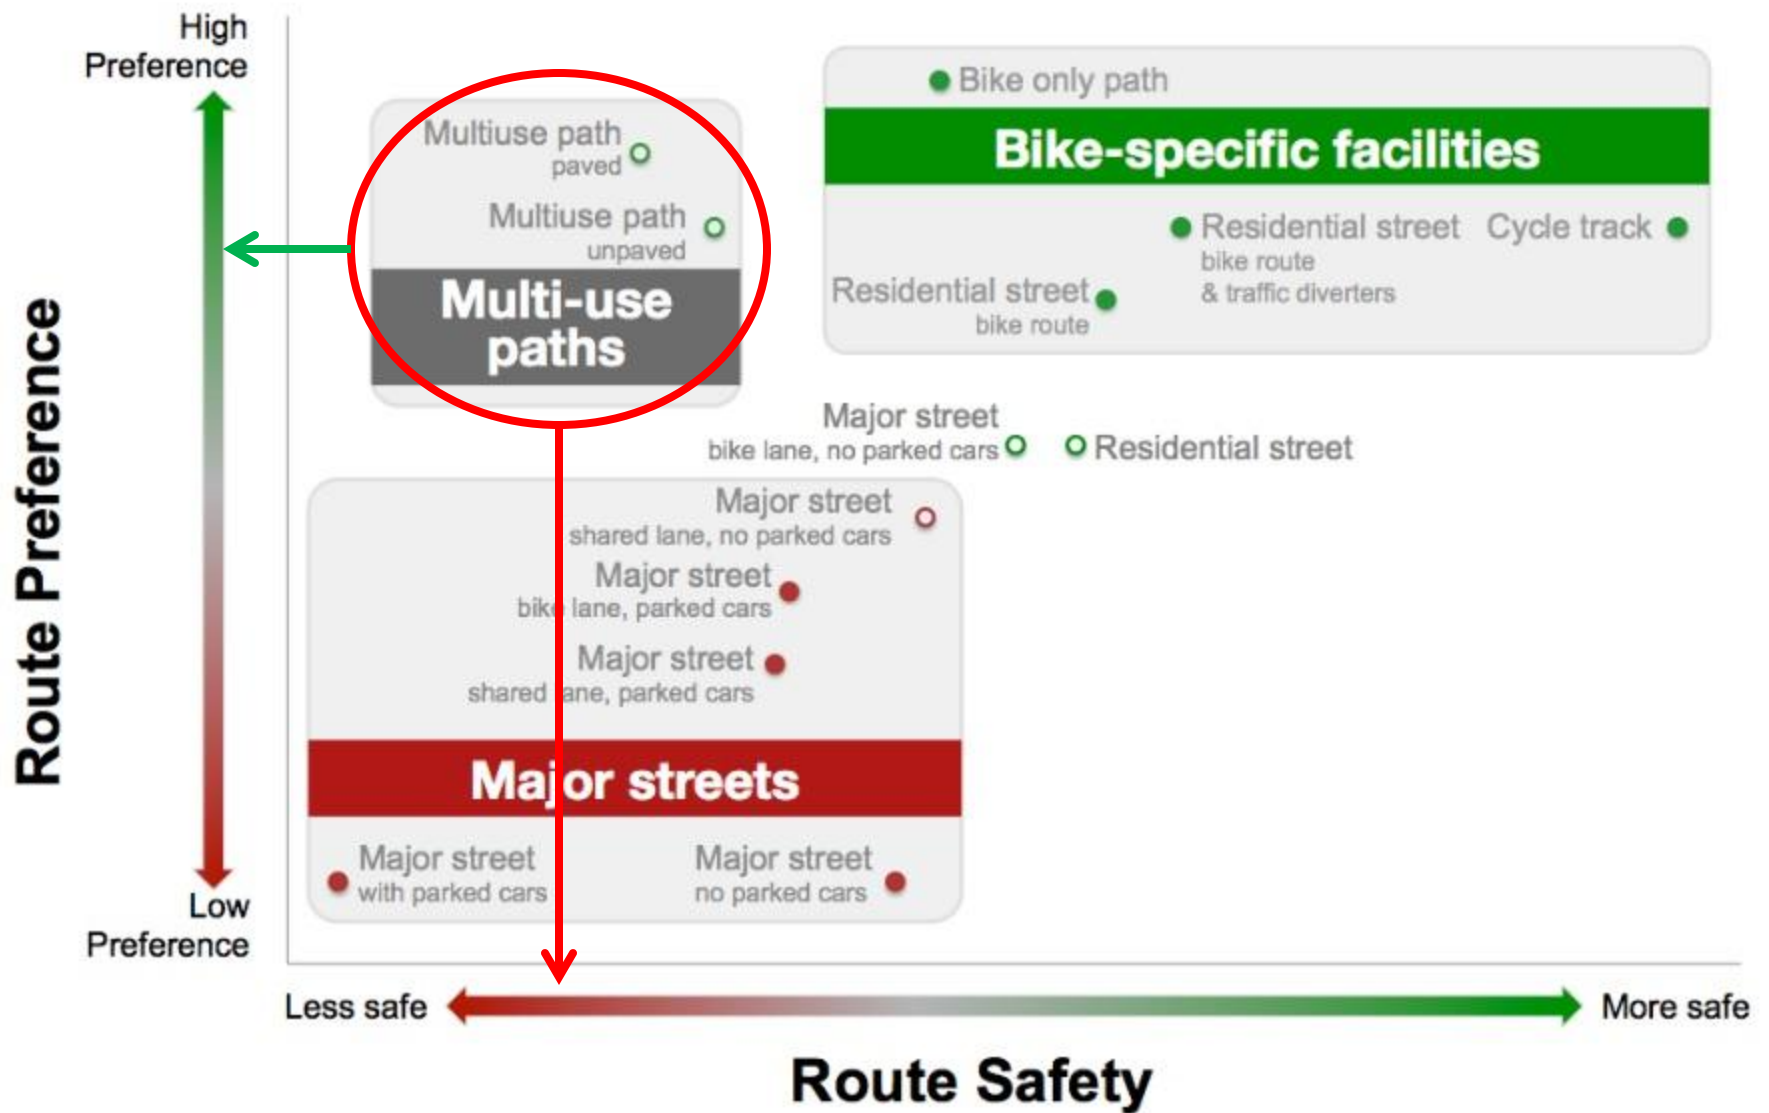 High
Preference
Bike only path
Multiuse path
paved
Bike-specific facilities
Multiuse path
unpaved
Residential street
bike route
& traffic diverters
Cycle track
Residential street
bike route
Multi-use
paths
Route Preference
Major street
bike lane, no parked cars
Residential street
Major street
shared lane, no parked cars
Major street
bike lane, parked cars
Major street
shared lane, parked cars
Major streets
Major street
with parked cars
Major street
no parked cars
Low
Preference
Less safe
More safe
Route Safety